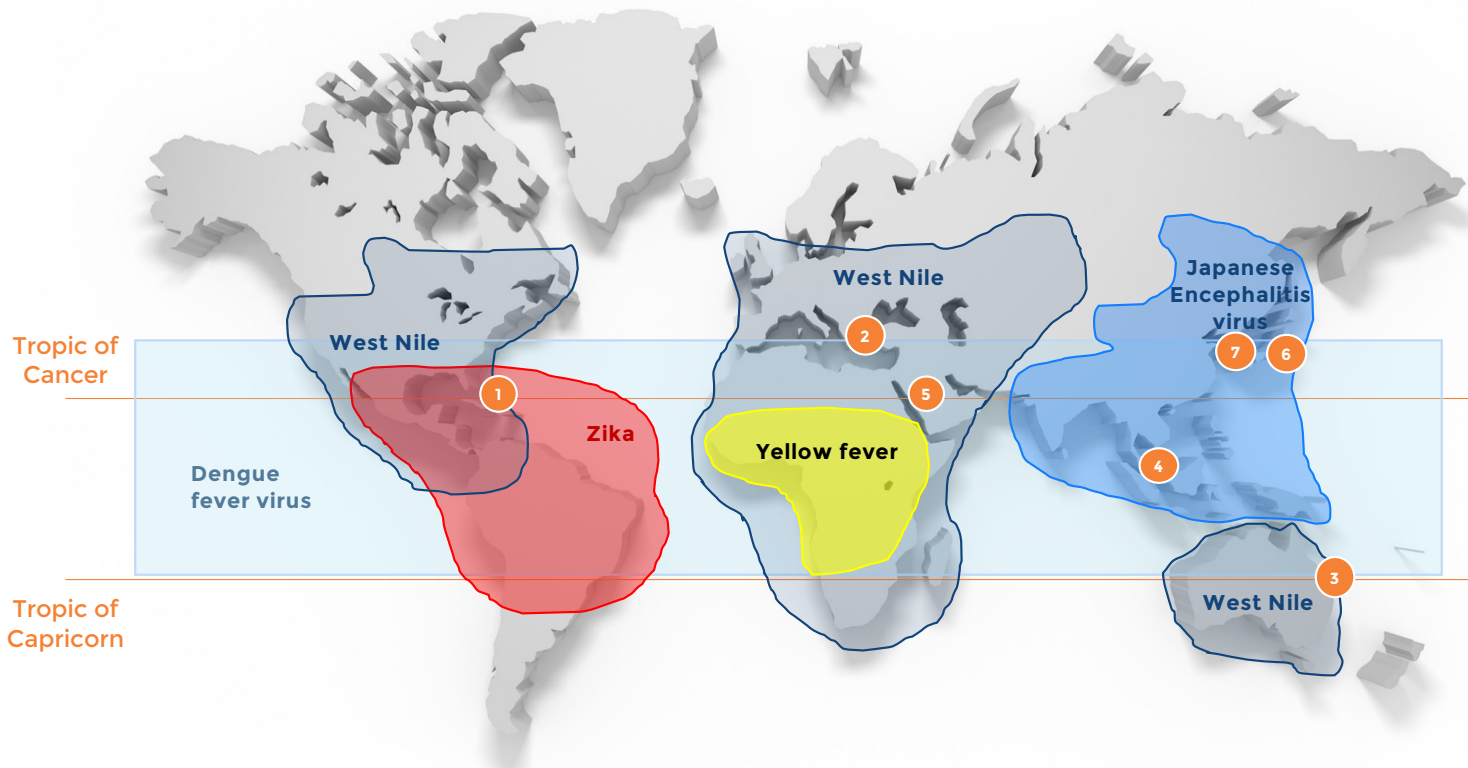 Japanese
Encephalitis
virus
West Nile
2
West Nile
Tropic of
Cancer
7
6
1
5
Zika
Yellow fever
4
Dengue
fever virus
3
West Nile
Tropic of
Capricorn